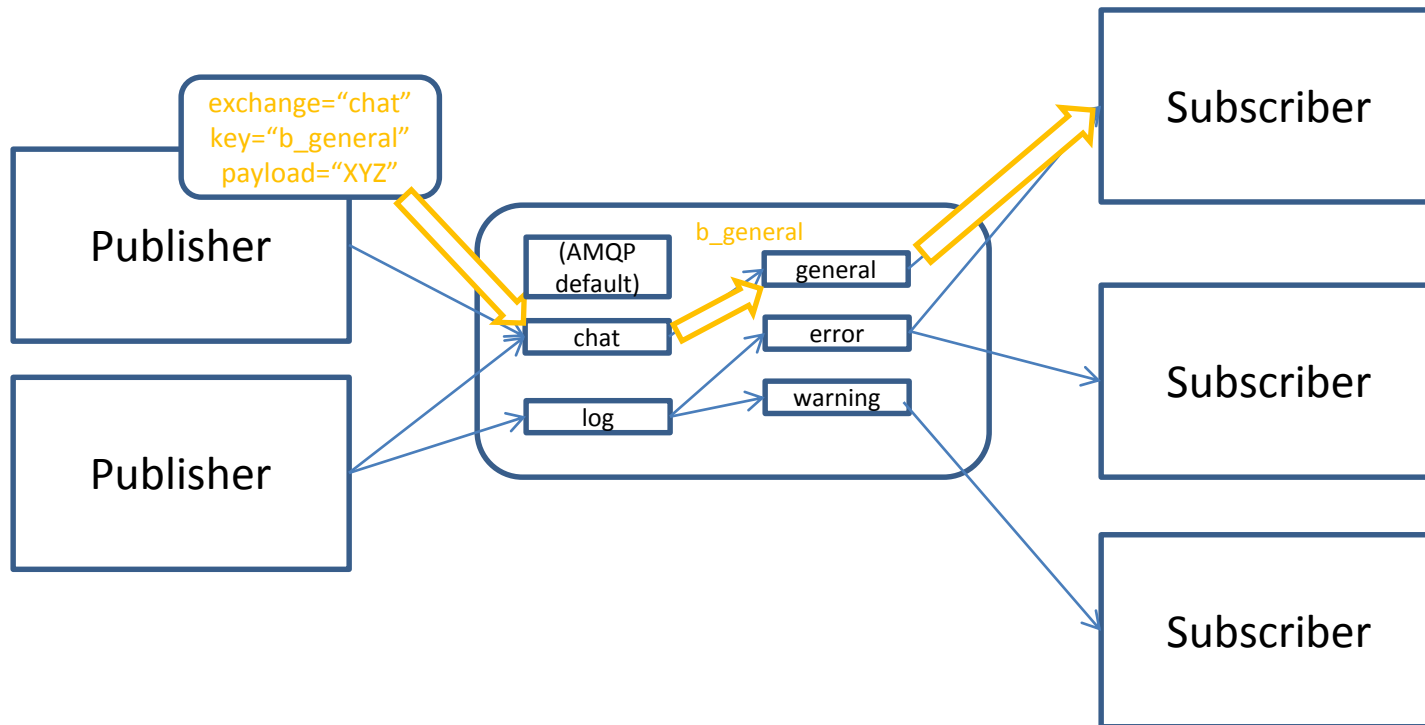 exchange=“chat”
key=“b_general”
payload=“XYZ”
Publisher
Publisher
b_general
(AMQP
default)
chat
log
general
error
warning
Subscriber
Subscriber
Subscriber